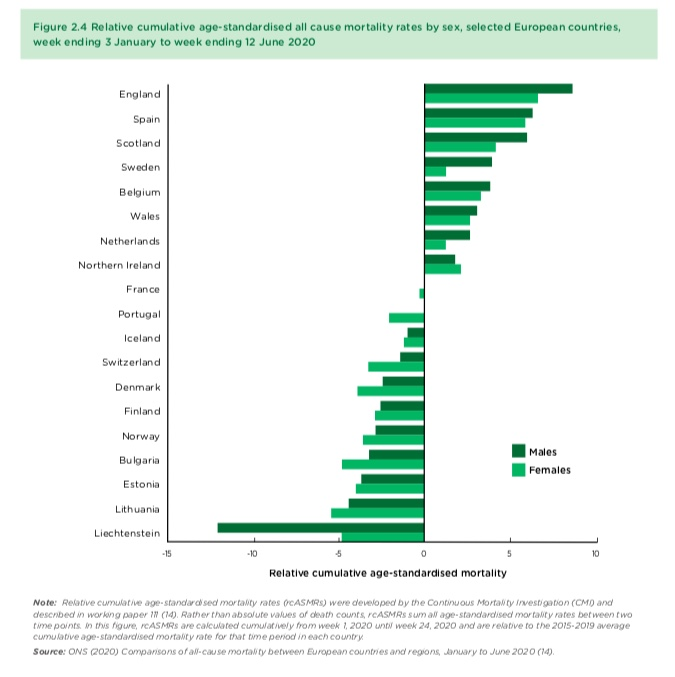 Figure 2.4 Relative cumulative age-standardised all cause mortality rates by sex, selected European countries,
week ending 3 January to week ending 12 June 2020
England
Spain
Scotland
Sweden
Belgium
Wales
Netherlands
Northern Ireland
France
Portugal
Iceland
Switzerland
Denmark
Finland
Norway
Bulgaria
Estonia
Lithuania
Liechtenstein
Males
Females
-15 -10 -5 0 5 10
Relative cumulative age-standardised mortality
Note: Relative cumulative age-standardised mortality rates (rcASMRs) were developed by the Continuous Mortality Investigation (CMI) and
described in working paper 111 (14). Rather than absolute values of death counts, rcASMRs sum all age-standardised mortality rates between two
time points. In this figure, rcASMRs are calculated cumulatively from week 1, 2020 until week 24, 2020 and are relative to the 2015-2019 average
cumulative age-standardised mortality rate for that time period in each country.
Source: ONS (2020) Comparisons of all-cause mortality between European countries and regions, January to June 2020 (14).